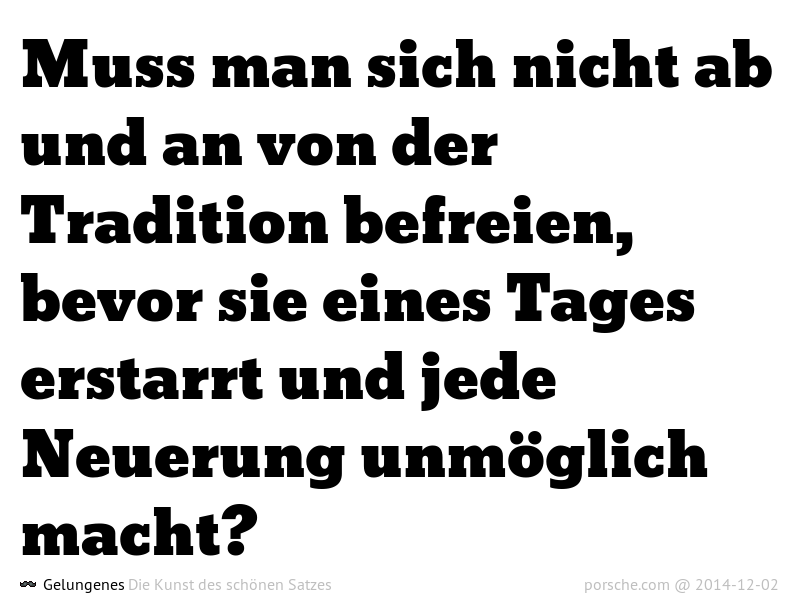 Muss man sich nicht ab
und an von der
Tradition befreien,
bevor sie eines Tages
erstarrt und jede
Neuerung unmöglich
macht?
Gelungenes Die Kunst des schönen Satzes porsche.com @ 2014-12-02